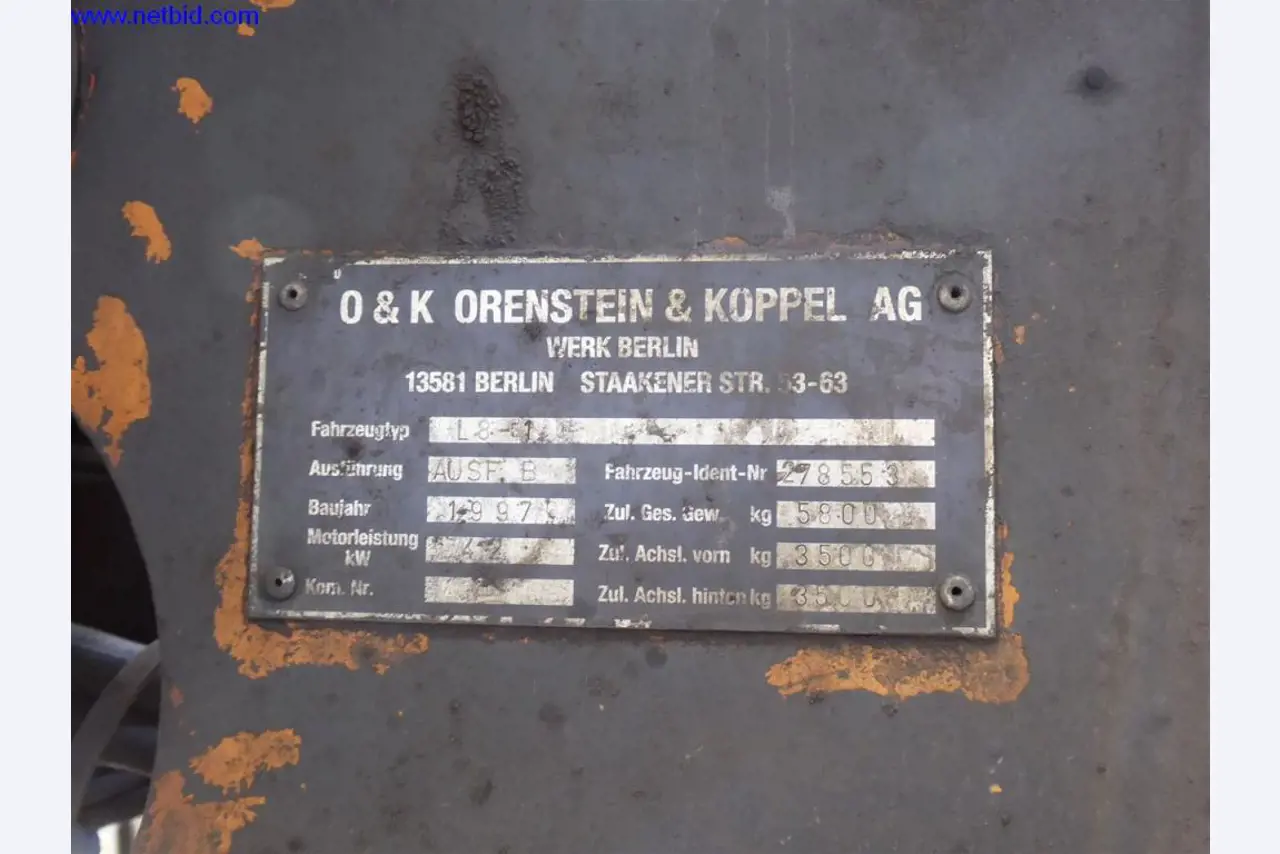 www.netbid.com
O & K ORENSTEIN & KOPPEL AG
WERK BERLIN
13581 BERLIN STAAKENER STR. 53-63
Fahrzeugtyp
Ausführung AUSF. B Fahrzeug-Ident-Nr 278553
Baujahr 1997 Zul. Ges. Gew. kg 5800
Motorleistung kW Zul. Achsl. vorn kg 3500
Kom. Nr. Zul. Achsl. hinten kg 3500